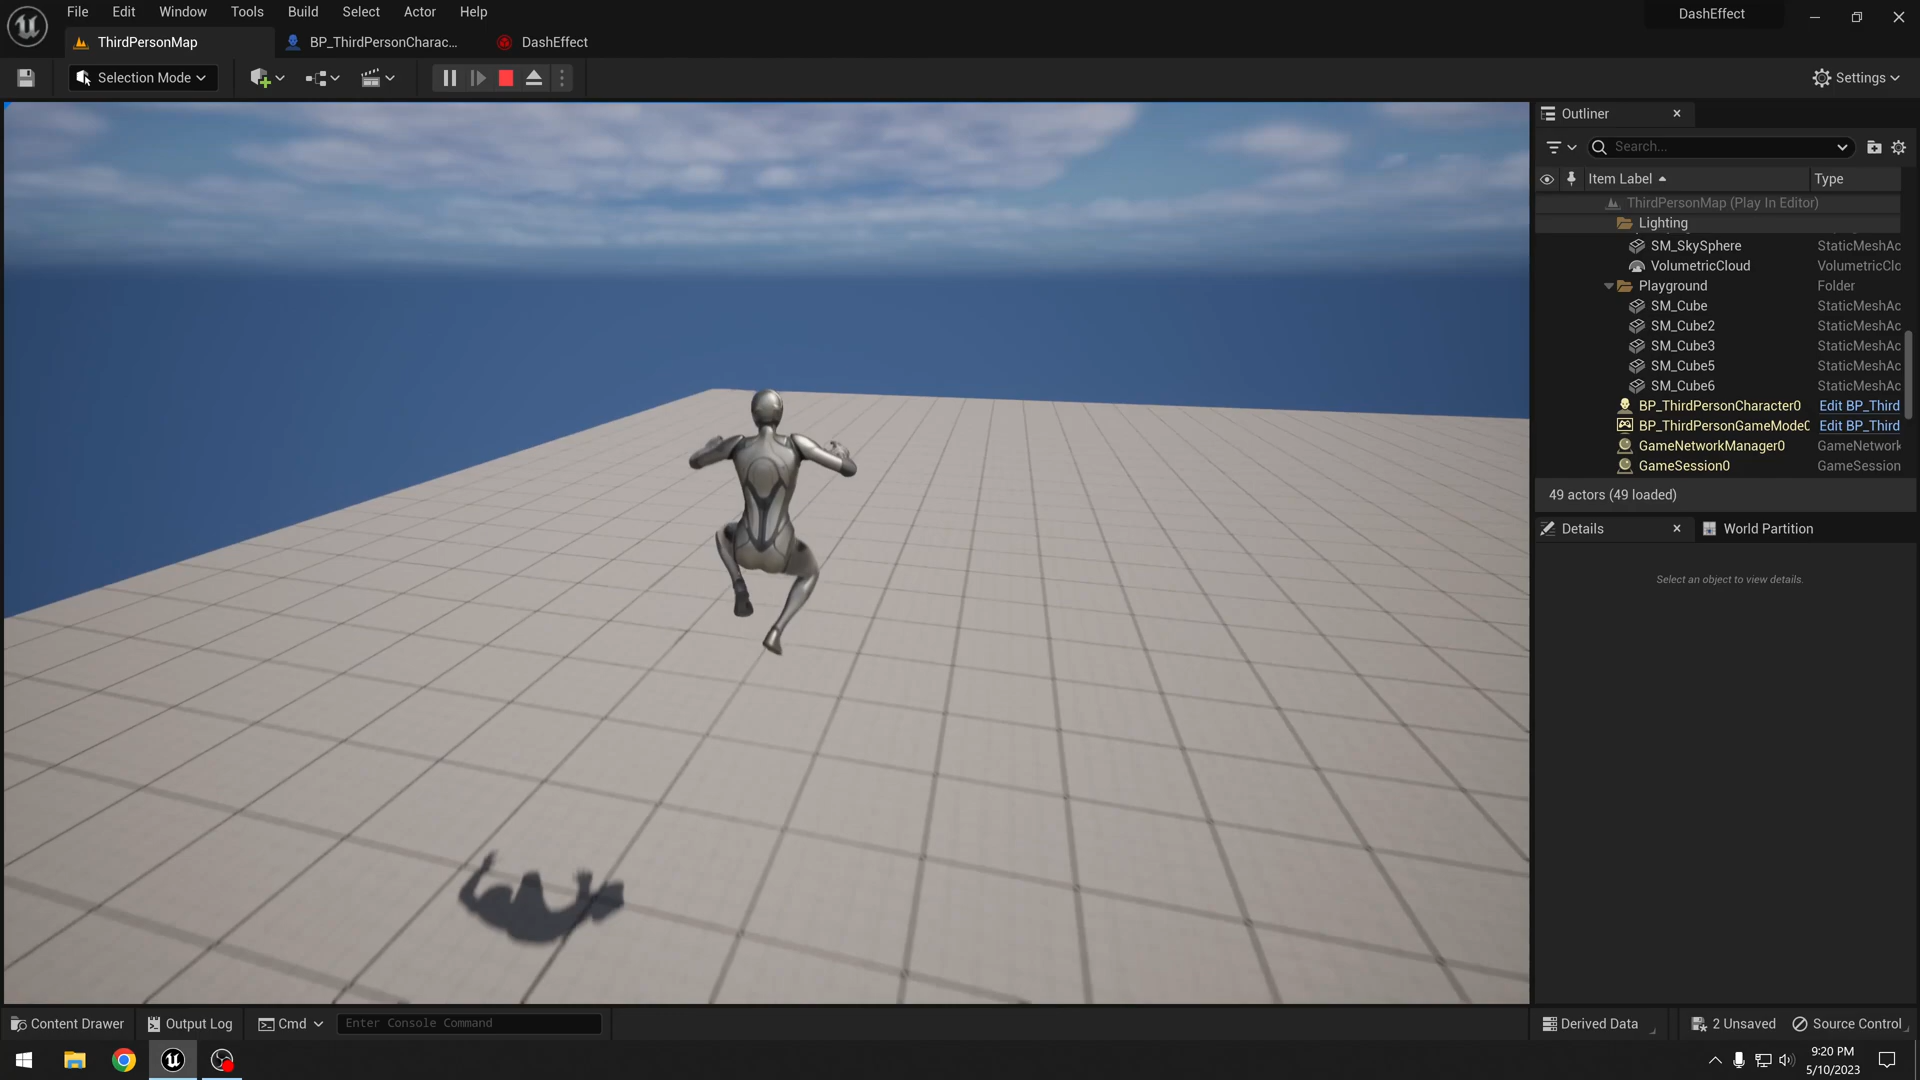 File Edit Window Tools Build Select Actor Help
DashEffect
ThirdPersonMap
BP_ThirdPersonCharac...
DashEffect
Selection Mode
Settings
Outliner
Search...
Item Label
Type
ThirdPersonMap (Play In Editor)
Lighting
SM_SkySphere StaticMeshAc
VolumetricCloud VolumetricClo
Playground Folder
SM_Cube StaticMeshAc
SM_Cube2 StaticMeshAc
SM_Cube3 StaticMeshAc
SM_Cube5 StaticMeshAc
SM_Cube6 StaticMeshAc
BP_ThirdPersonCharacter0 Edit BP_Third
BP_ThirdPersonGameMode0 Edit BP_Third
GameNetworkManager0 GameNetwork
GameSession0 GameSession
49 actors (49 loaded)
Details
World Partition
Select an object to view details.
Content Drawer
Output Log
Cmd
Enter Console Command
Derived Data
2 Unsaved
Source Control
9:20 PM
5/10/2023